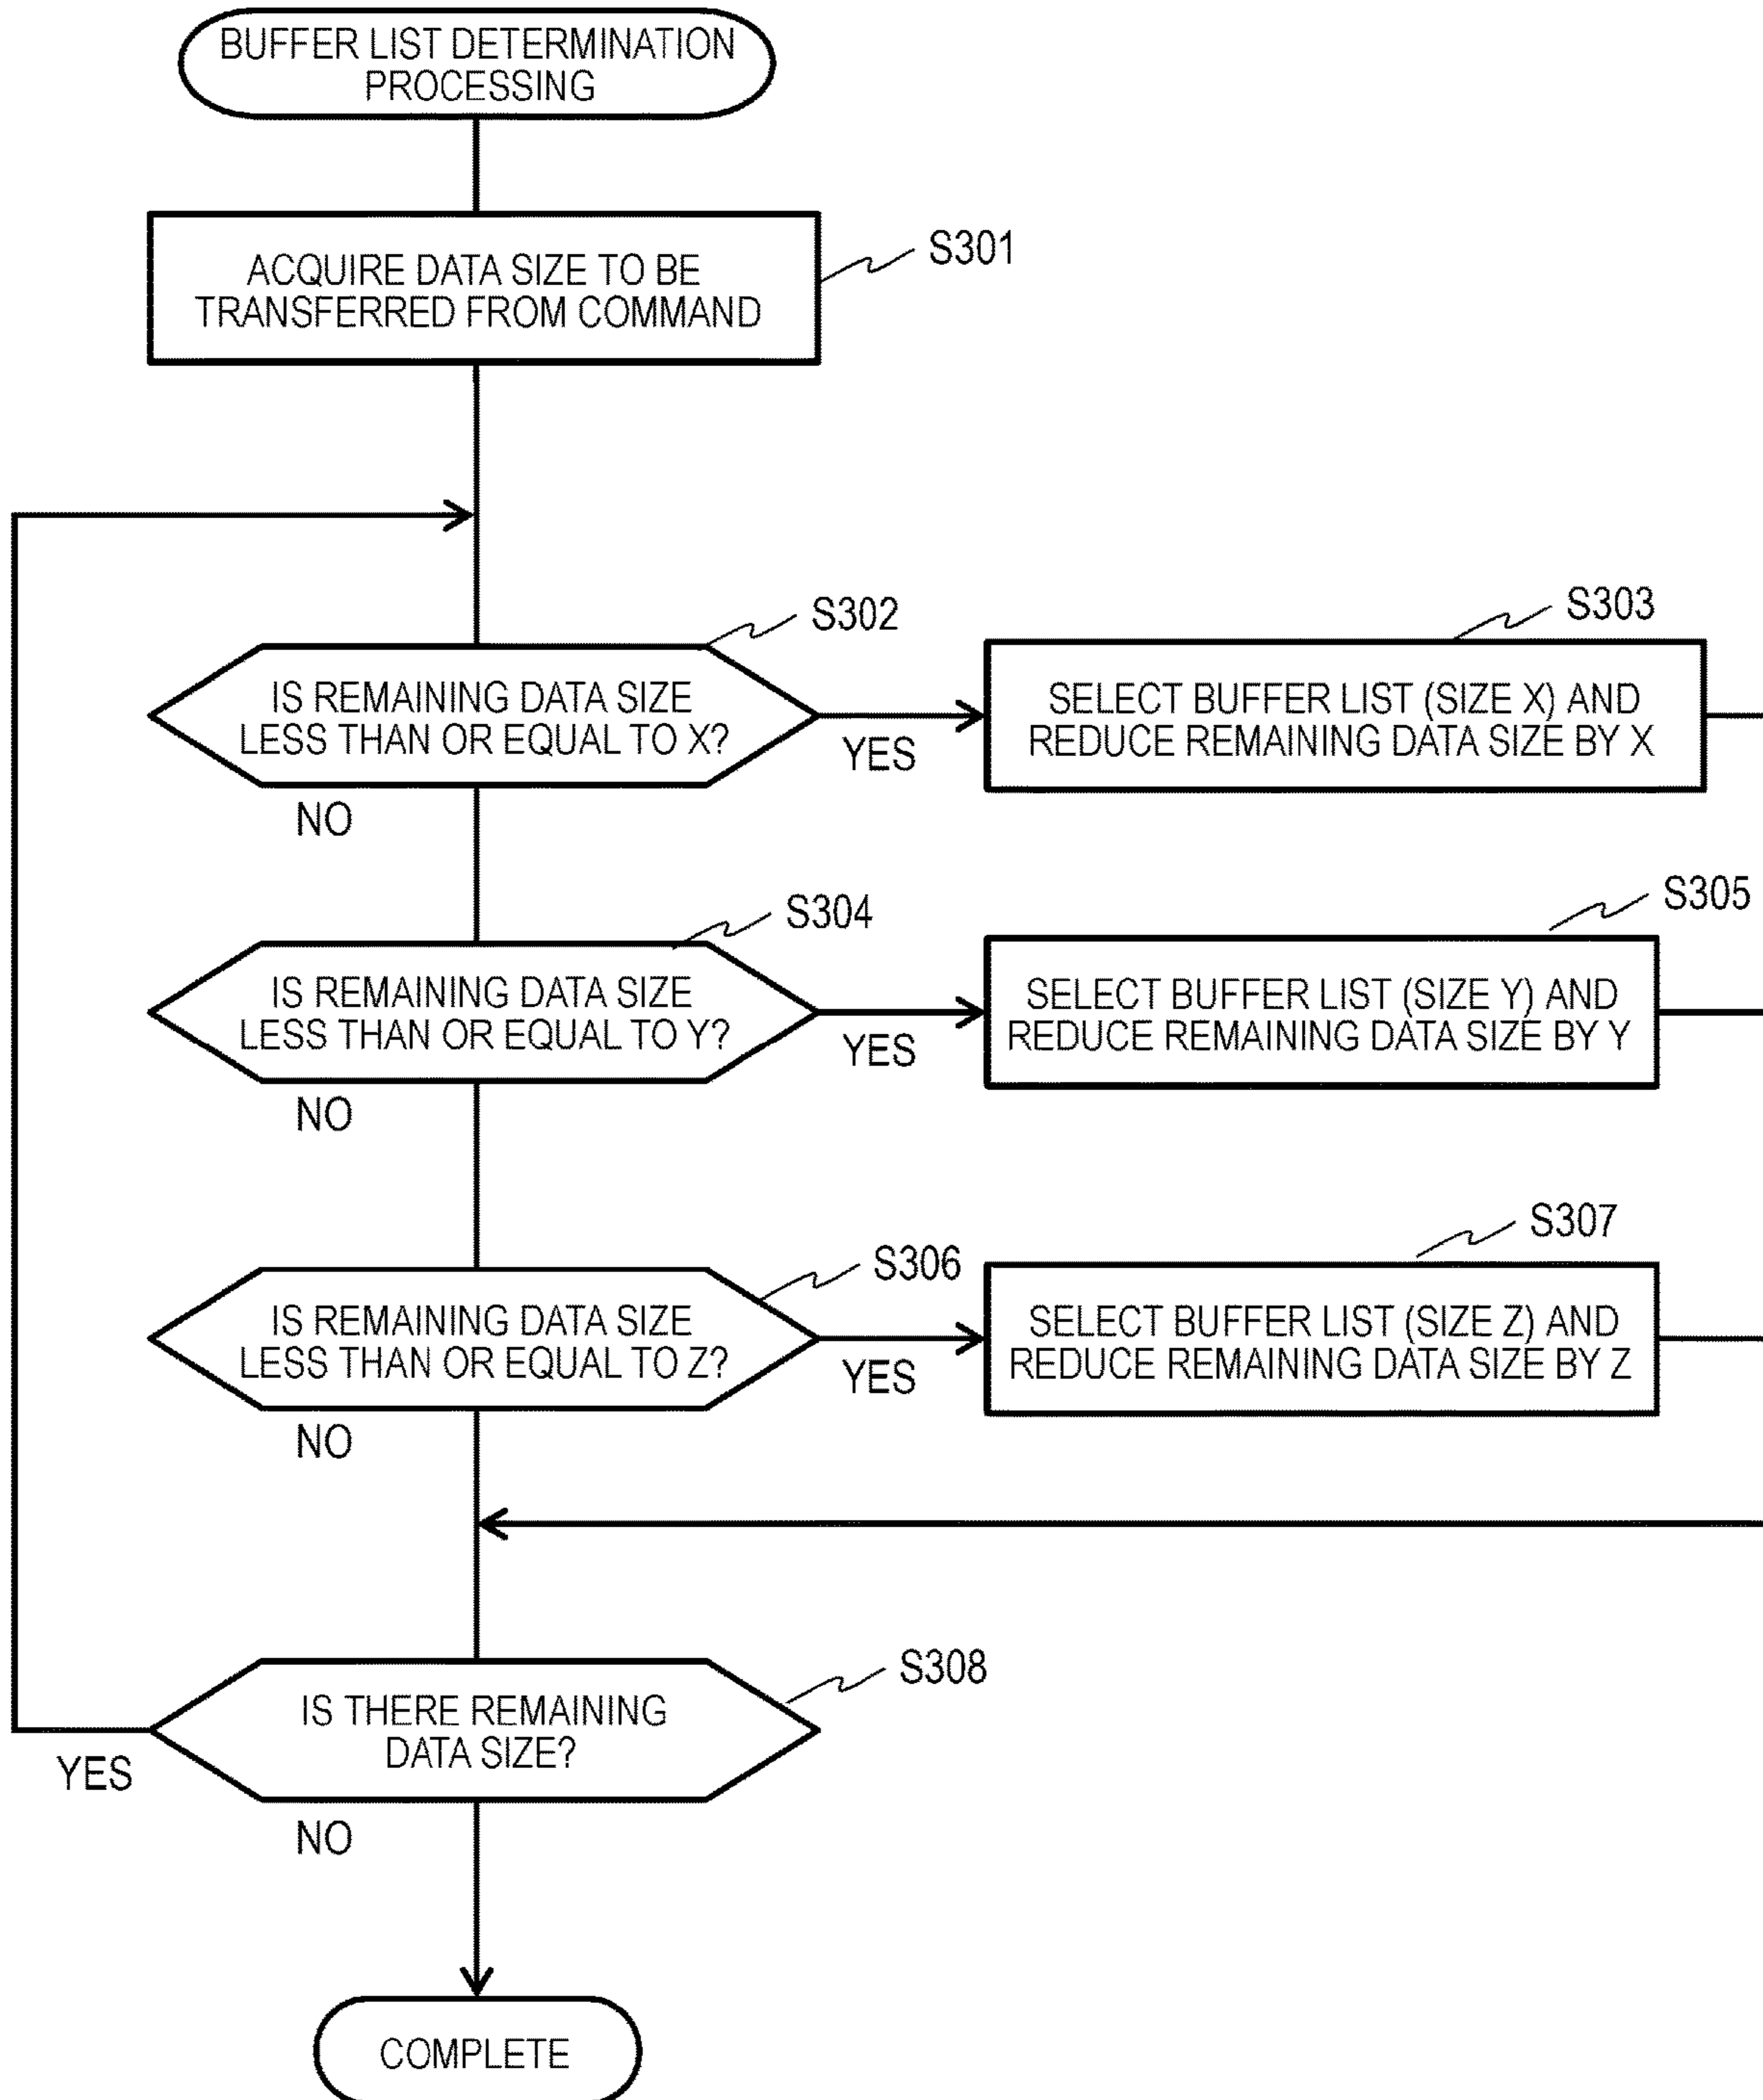 BUFFER LIST DETERMINATION
PROCESSING
ACQUIRE DATA SIZE TO BE
TRANSFERRED FROM COMMAND
S301
IS REMAINING DATA SIZE
LESS THAN OR EQUAL TO X?
S302
YES
NO
SELECT BUFFER LIST (SIZE X) AND
REDUCE REMAINING DATA SIZE BY X
S303
IS REMAINING DATA SIZE
LESS THAN OR EQUAL TO Y?
S304
YES
NO
SELECT BUFFER LIST (SIZE Y) AND
REDUCE REMAINING DATA SIZE BY Y
S305
IS REMAINING DATA SIZE
LESS THAN OR EQUAL TO Z?
S306
YES
NO
SELECT BUFFER LIST (SIZE Z) AND
REDUCE REMAINING DATA SIZE BY Z
S307
IS THERE REMAINING
DATA SIZE?
S308
YES
NO
COMPLETE